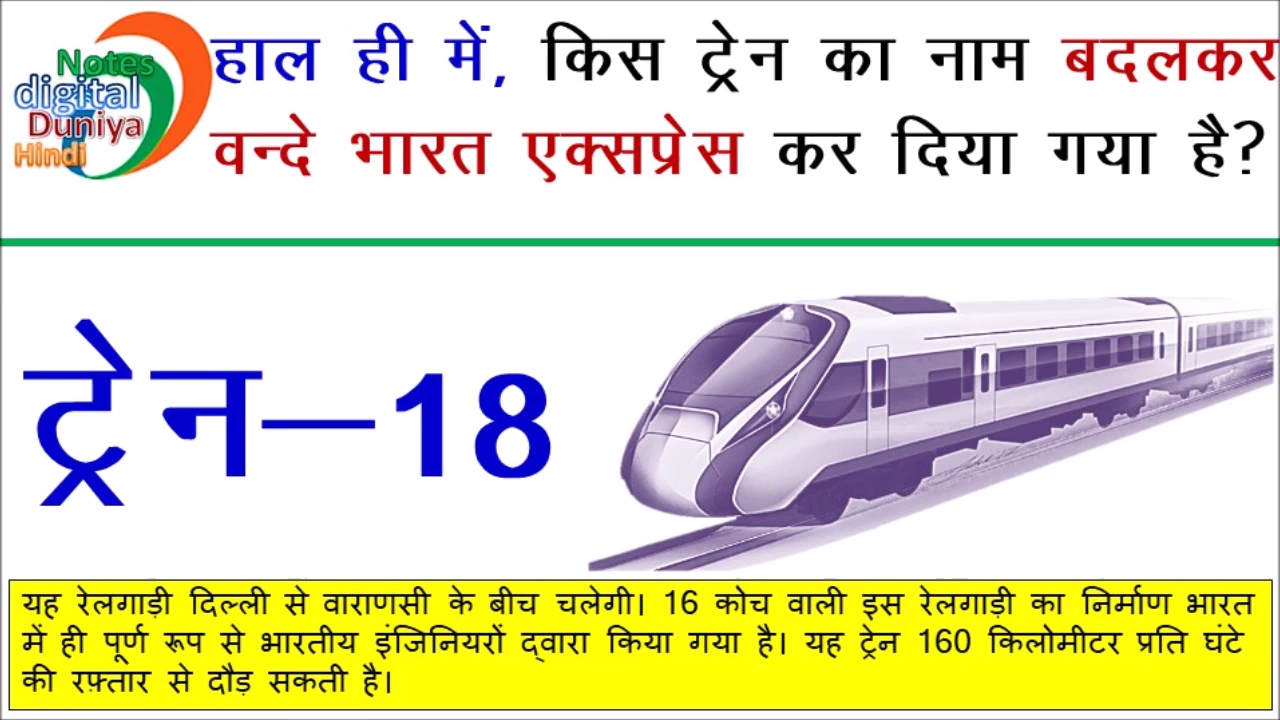 Notes
digital
Duniya
Hindi
हाल ही में, किस ट्रेन का नाम बदलकर
वन्दे भारत एक्सप्रेस कर दिया गया है?
ट्रेन—18
यह रेलगाड़ी दिल्ली से वाराणसी के बीच चलेगी। 16 कोच वाली इस रेलगाड़ी का निर्माण भारत
में ही पूर्ण रूप से भारतीय इंजिनियरों द्वारा किया गया है। यह ट्रेन 160 किलोमीटर प्रति घंटे
की रफ़्तार से दौड़ सकती है।